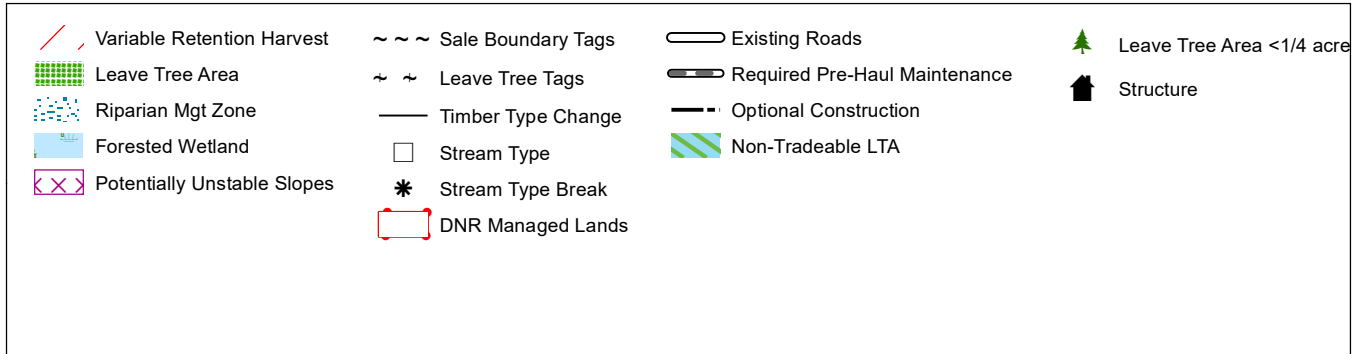 Variable Retention Harvest
Leave Tree Area
Riparian Mgt Zone
Forested Wetland
Potentially Unstable Slopes
Sale Boundary Tags
Leave Tree Tags
Timber Type Change
Stream Type
Stream Type Break
DNR Managed Lands
Existing Roads
Required Pre-Haul Maintenance
Optional Construction
Non-Tradeable LTA
Leave Tree Area <1/4 acre
Structure